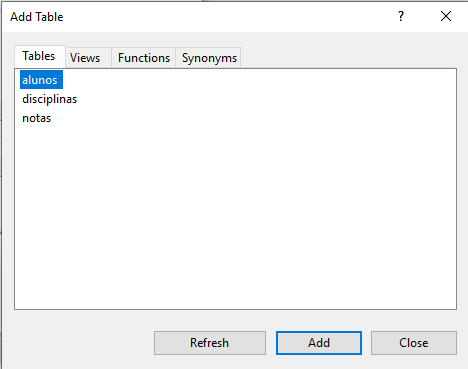 Add Table
?
Tables Views Functions Synonyms
alunos
disciplinas
notas
Refresh Add Close